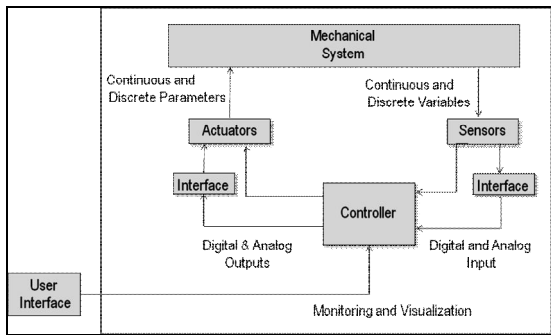 Mechanical
System
Continuous and
Discrete Parameters
Continuous and
Discrete Variables
Actuators
Sensors
Interface
Interface
Controller
Digital & Analog
Outputs
Digital and Analog
Input
User
Interface
Monitoring and Visualization